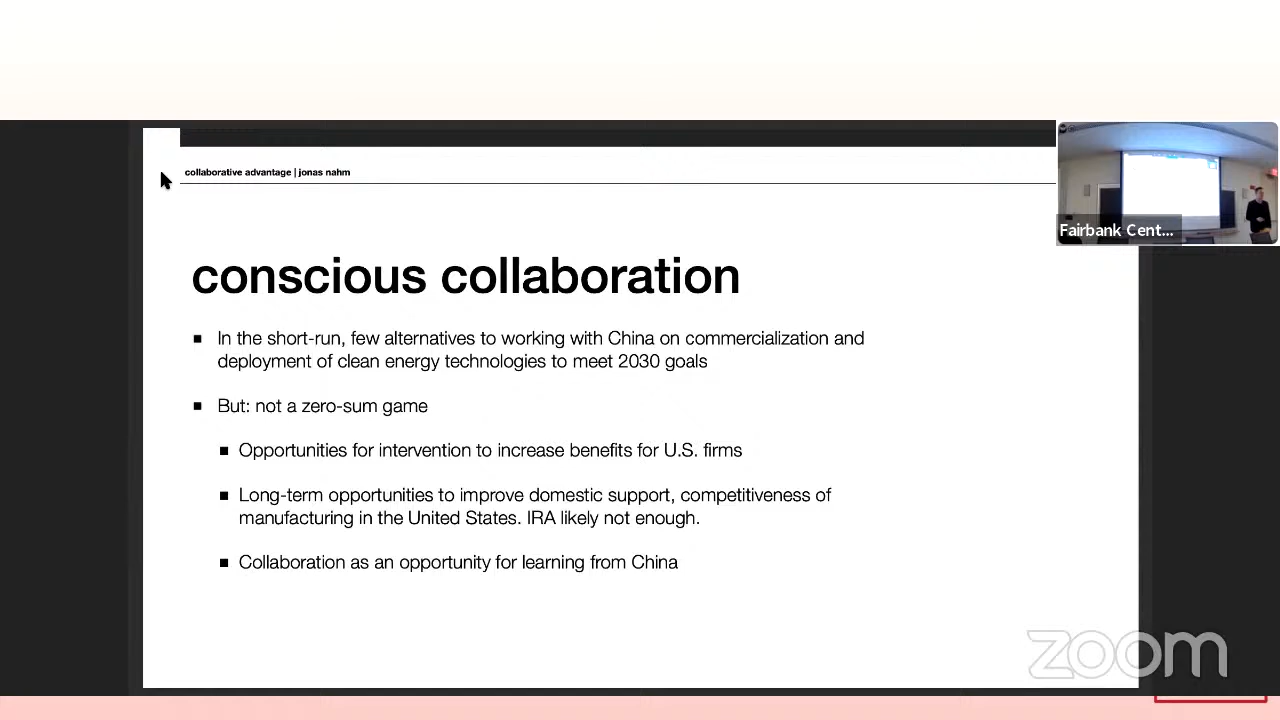 collaborative advantage | jonas nahm
Fairbank Cent...
conscious collaboration
■ In the short-run, few alternatives to working with China on commercialization and
deployment of clean energy technologies to meet 2030 goals
■ But: not a zero-sum game
■ Opportunities for intervention to increase benefits for U.S. firms
■ Long-term opportunities to improve domestic support, competitiveness of
manufacturing in the United States. IRA likely not enough.
■ Collaboration as an opportunity for learning from China
zoom